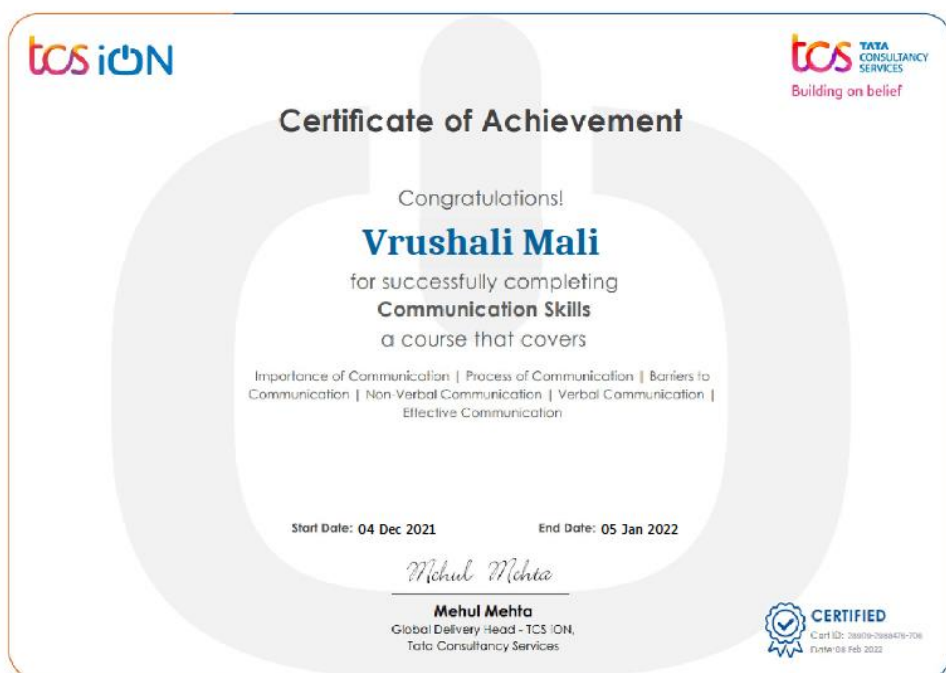 tcs iON
tcs TATA
CONSULTANCY
SERVICES
Building on belief
Certificate of Achievement
Congratulations!
Vrushali Mali
for successfully completing
Communication Skills
a course that covers
Importance of Communication | Process of Communication | Barriers to
Communication | Non-Verbal Communication | Verbal Communication |
Effective Communication
Start Date: 04 Dec 2021 End Date: 05 Jan 2022
Mehul Mehta
Mehul Mehta
Global Delivery Head - TCS iON,
Tata Consultancy Services
CERTIFIED
Cert ID:
Date: 08 Feb 2022